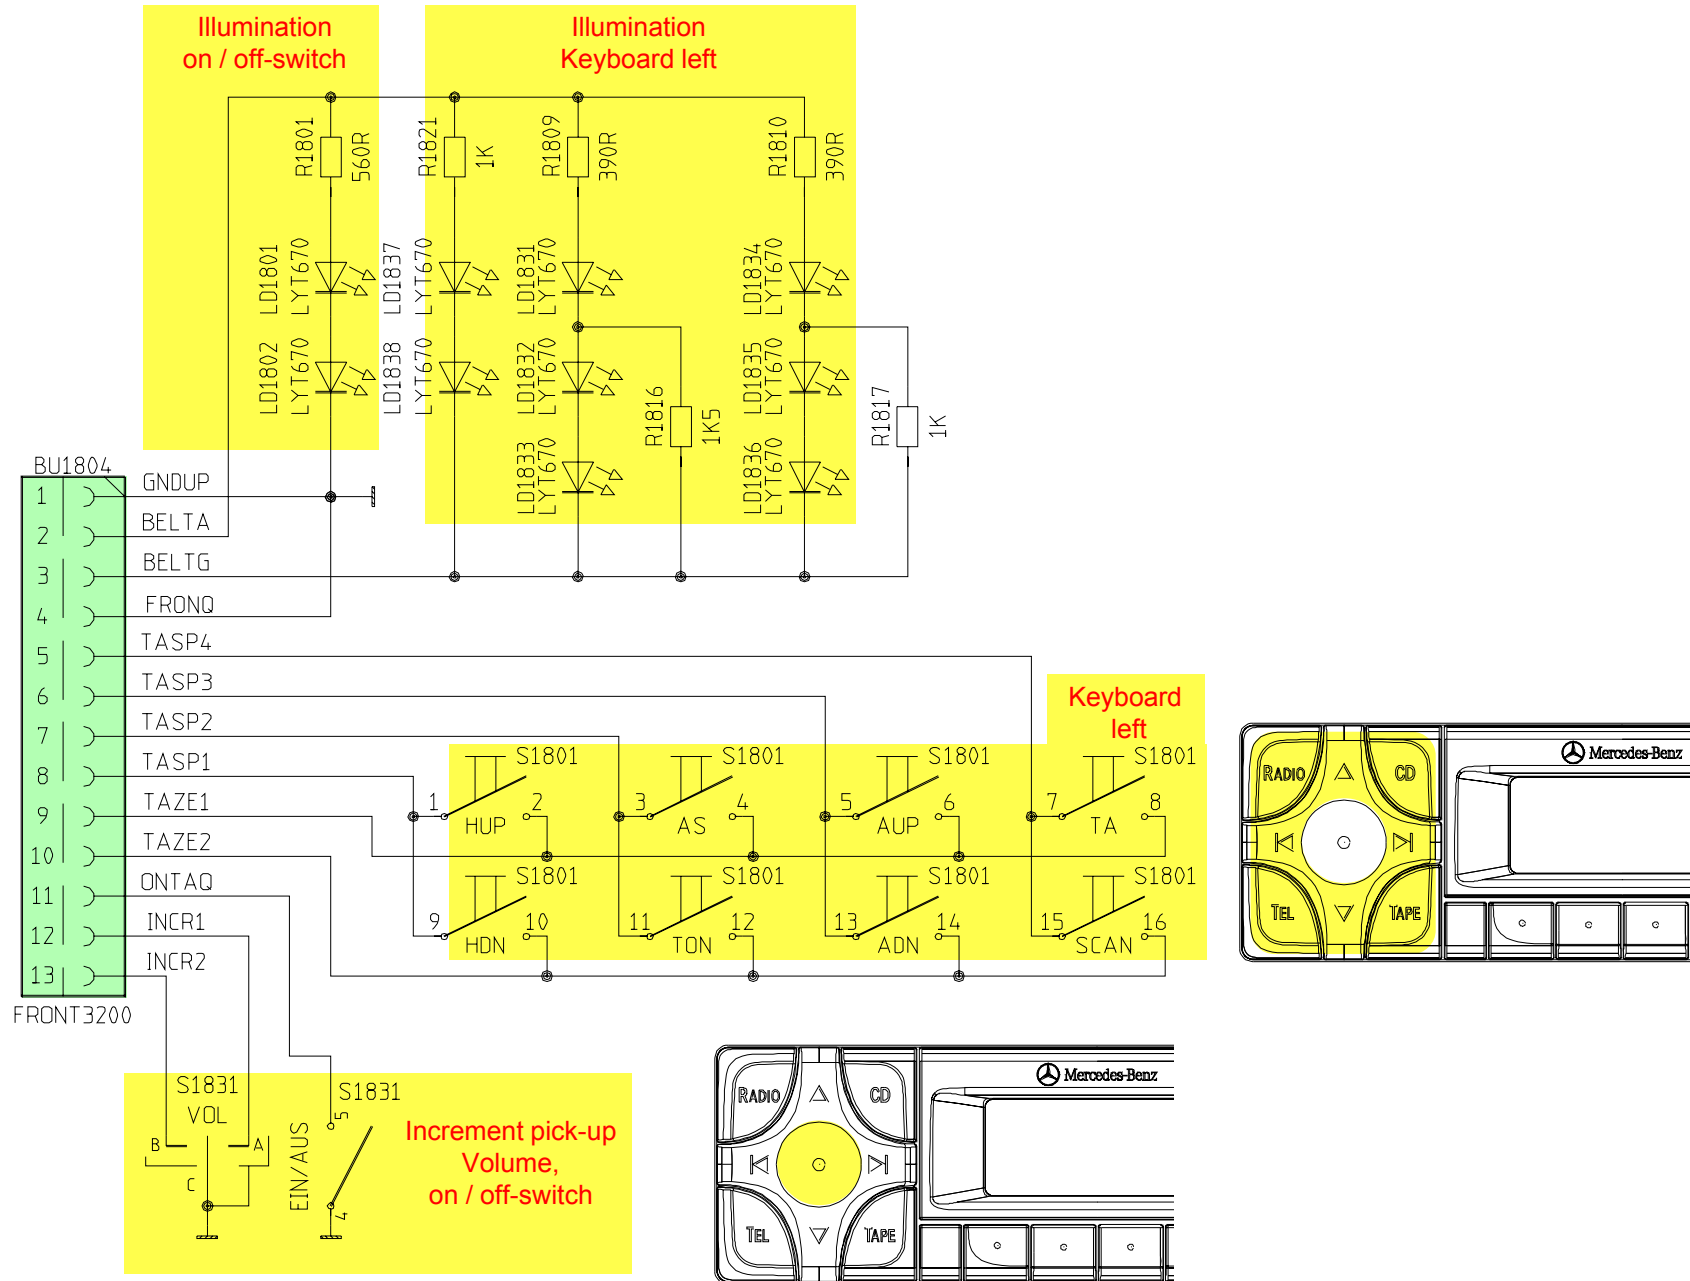 Illumination
on / off-switch
Illumination
Keyboard left
R1801
560R
R1821
1K
R1809
390R
R1810
390R
LD1801
LYT670
LD1837
LYT670
LD1831
LYT670
LD1834
LYT670
LD1802
LYT670
LD1838
LYT670
LD1832
LYT670
LD1835
LYT670
R1816
1K5
R1817
1K
LD1833
LYT670
LD1836
LYT670
BU1804
1 GNDUP
2 BELTA
3 BELTG
4 FRONQ
5 TASP4
6 TASP3
7 TASP2
8 TASP1
9 TAZE1
10 TAZE2
11 ONTAQ
12 INCR1
13 INCR2
FRONT3200
Keyboard
left
S1801 S1801 S1801 S1801
1 2 3 4 5 6 7 8
HUP AS AUP TA
S1801 S1801 S1801 S1801
9 10 11 12 13 14 15 16
HDN TON ADN SCAN
Mercedes-Benz
RADIO CD
TEL TAPE
S1831
VOL
B A
C
S1831
5
EIN/AUS
4
Increment pick-up
Volume,
on / off-switch
Mercedes-Benz
RADIO CD
TEL TAPE